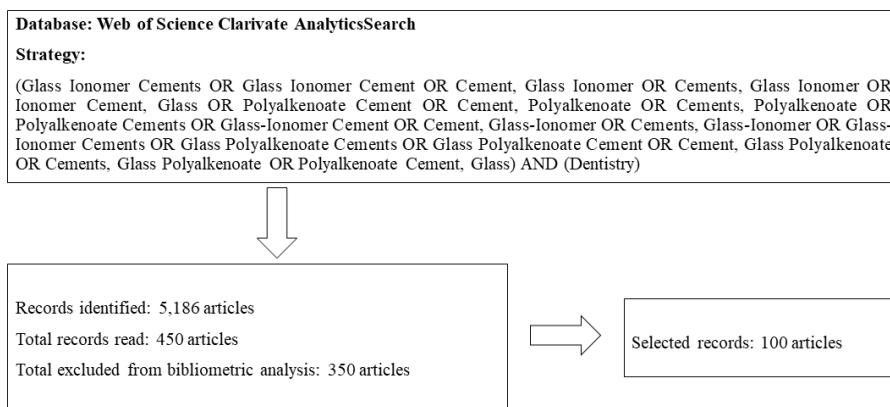 Database: Web of Science Clarivate AnalyticsSearch
Strategy:
(Glass Ionomer Cements OR Glass Ionomer Cement OR Cement, Glass Ionomer OR Cements, Glass Ionomer OR
Ionomer Cement, Glass OR Polyalkenoate Cement OR Cement, Polyalkenoate OR Cements, Polyalkenoate OR
Polyalkenoate Cements OR Glass-Ionomer Cement OR Cement, Glass-Ionomer OR Cements, Glass-Ionomer OR Glass-
Ionomer Cements OR Glass Polyalkenoate Cements OR Glass Polyalkenoate Cement OR Cement, Glass Polyalkenoate
OR Cements, Glass Polyalkenoate OR Polyalkenoate Cement, Glass) AND (Dentistry)
Records identified: 5,186 articles
Total records read: 450 articles
Total excluded from bibliometric analysis: 350 articles
Selected records: 100 articles